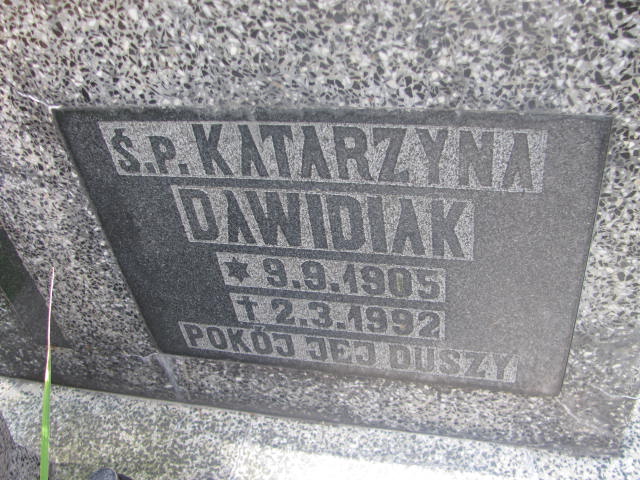 Ś.P. KATARZYNA
DAWIDIAK
* 9.9.1905
† 2.3.1992
POKÓJ JEJ DUSZY